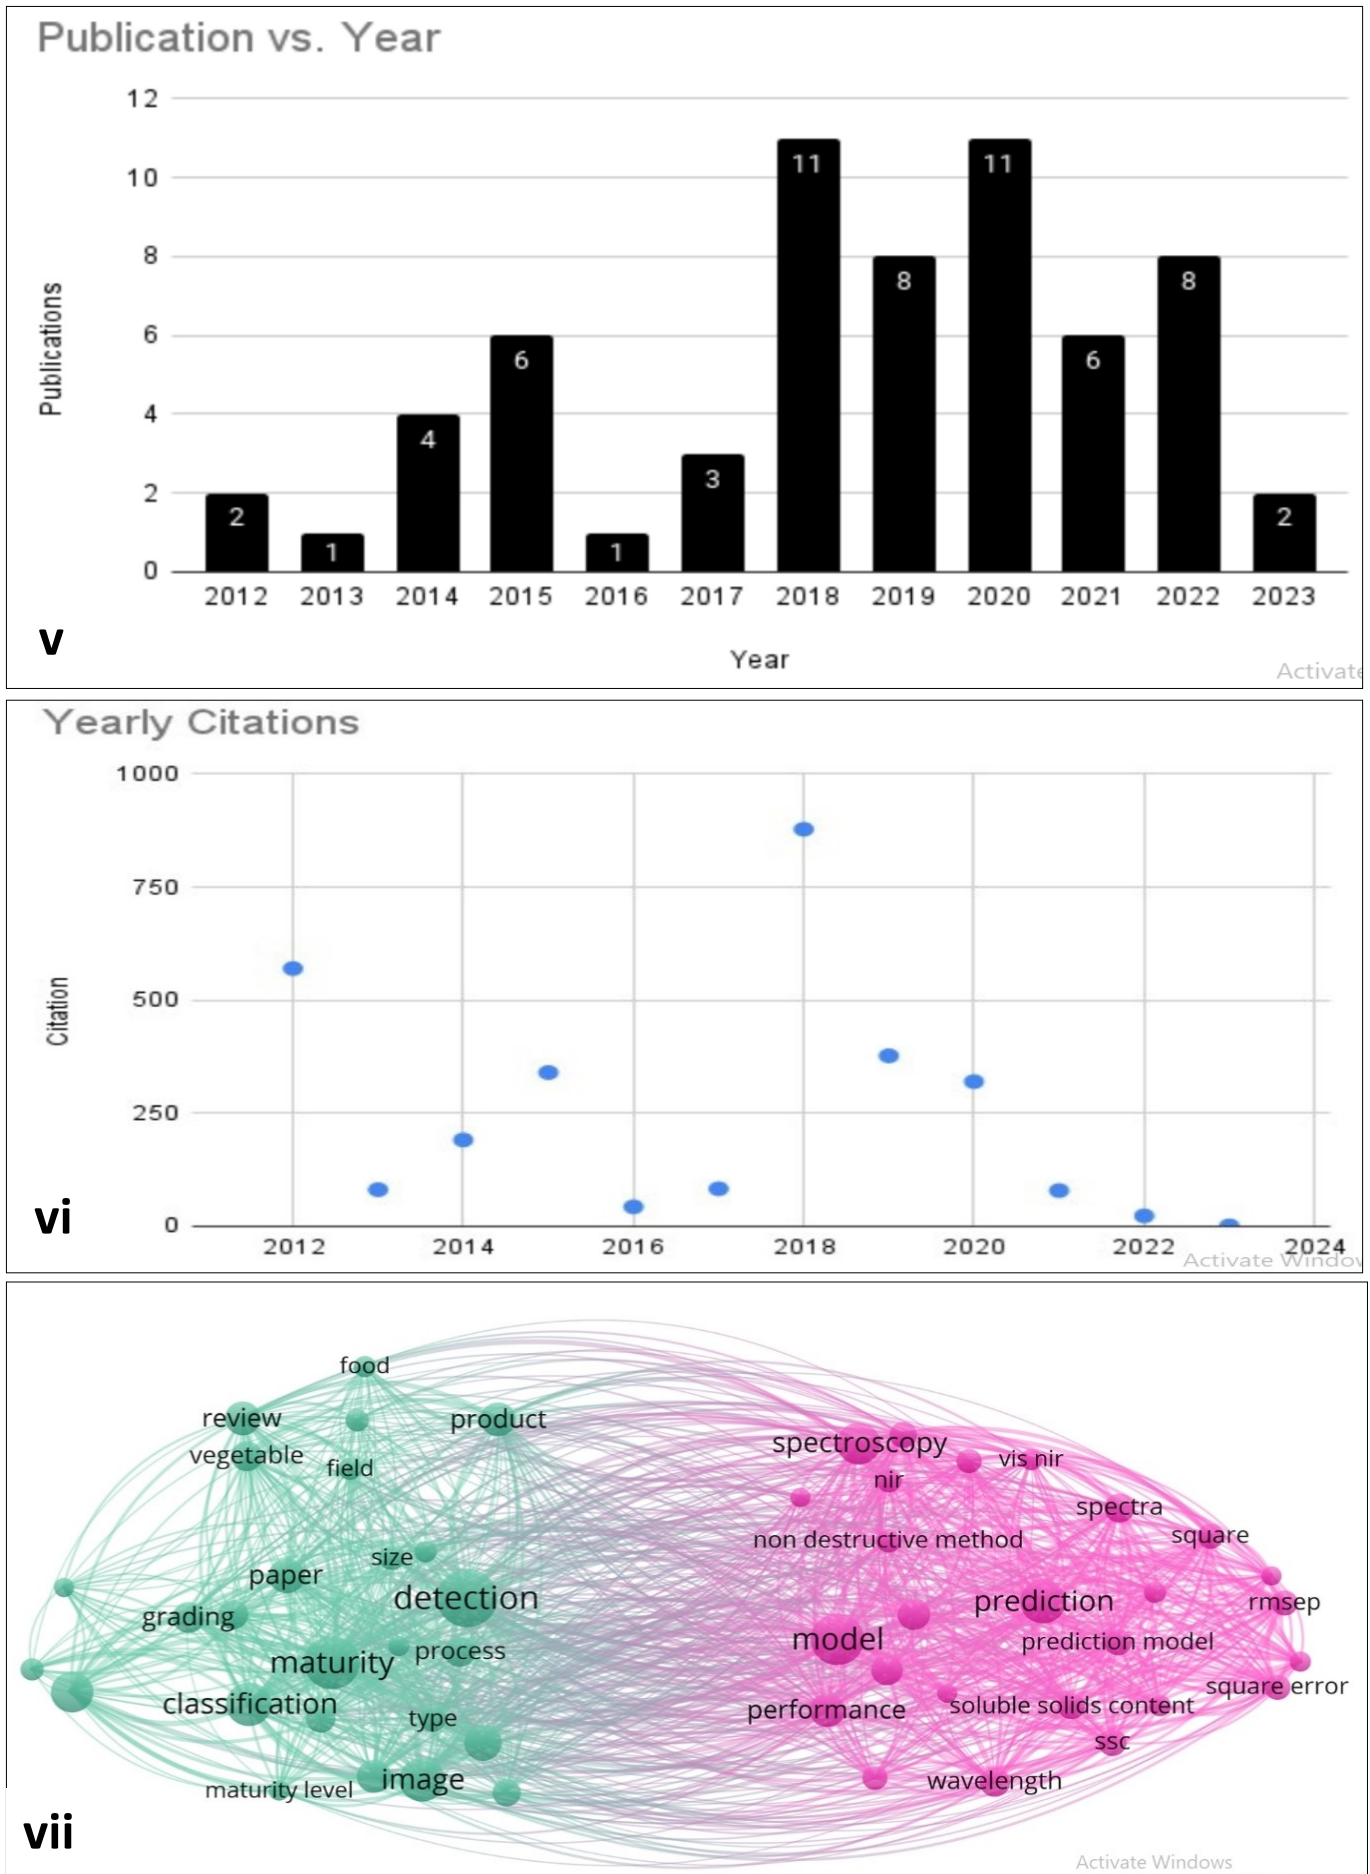 Publication vs. Year
12
10
8
6
4
2
0
Publications
2
1
4
6
1
3
11
8
11
6
8
2
2012 2013 2014 2015 2016 2017 2018 2019 2020 2021 2022 2023
Year
v
Activate
Yearly Citations
1000
750
500
250
0
Citation
2012 2014 2016 2018 2020 2022 2024
vi
Activate Window
food
review
product
vegetable
field
size
paper
detection
grading
process
maturity
classification
type
image
maturity level
spectroscopy
vis nir
nir
spectra
square
non destructive method
prediction
rmsep
model
prediction model
square error
performance
soluble solids content
ssc
wavelength
vii
Activate Windows